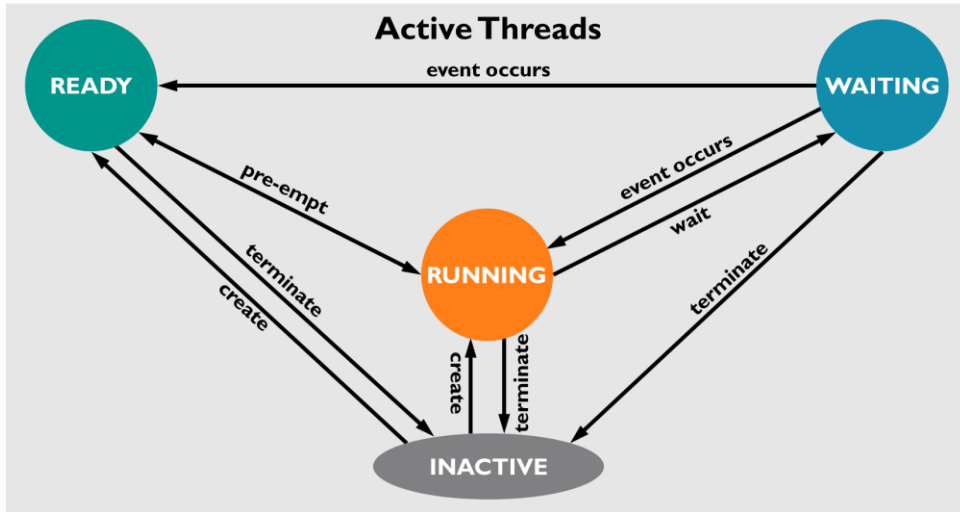 Active Threads
READY
event occurs
WAITING
pre-empt
event occurs
wait
RUNNING
terminate
create
terminate
create
terminate
INACTIVE